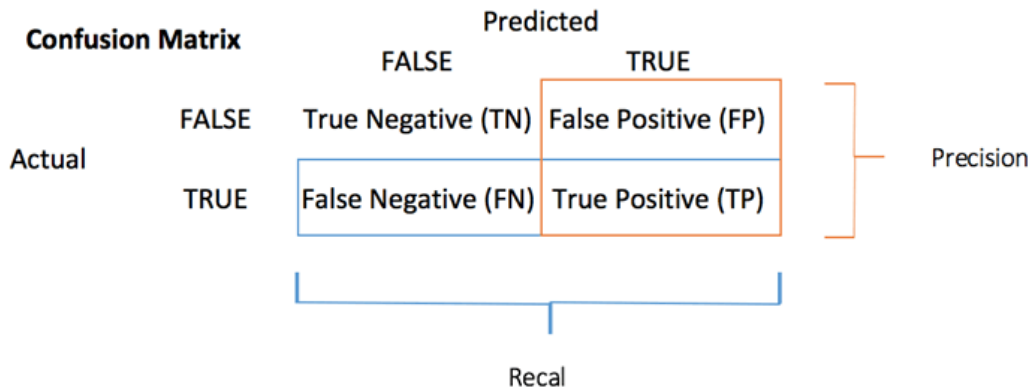 Predicted
Confusion Matrix
FALSE TRUE
FALSE True Negative (TN) False Positive (FP)
Actual Precision
TRUE False Negative (FN) True Positive (TP)
Recal